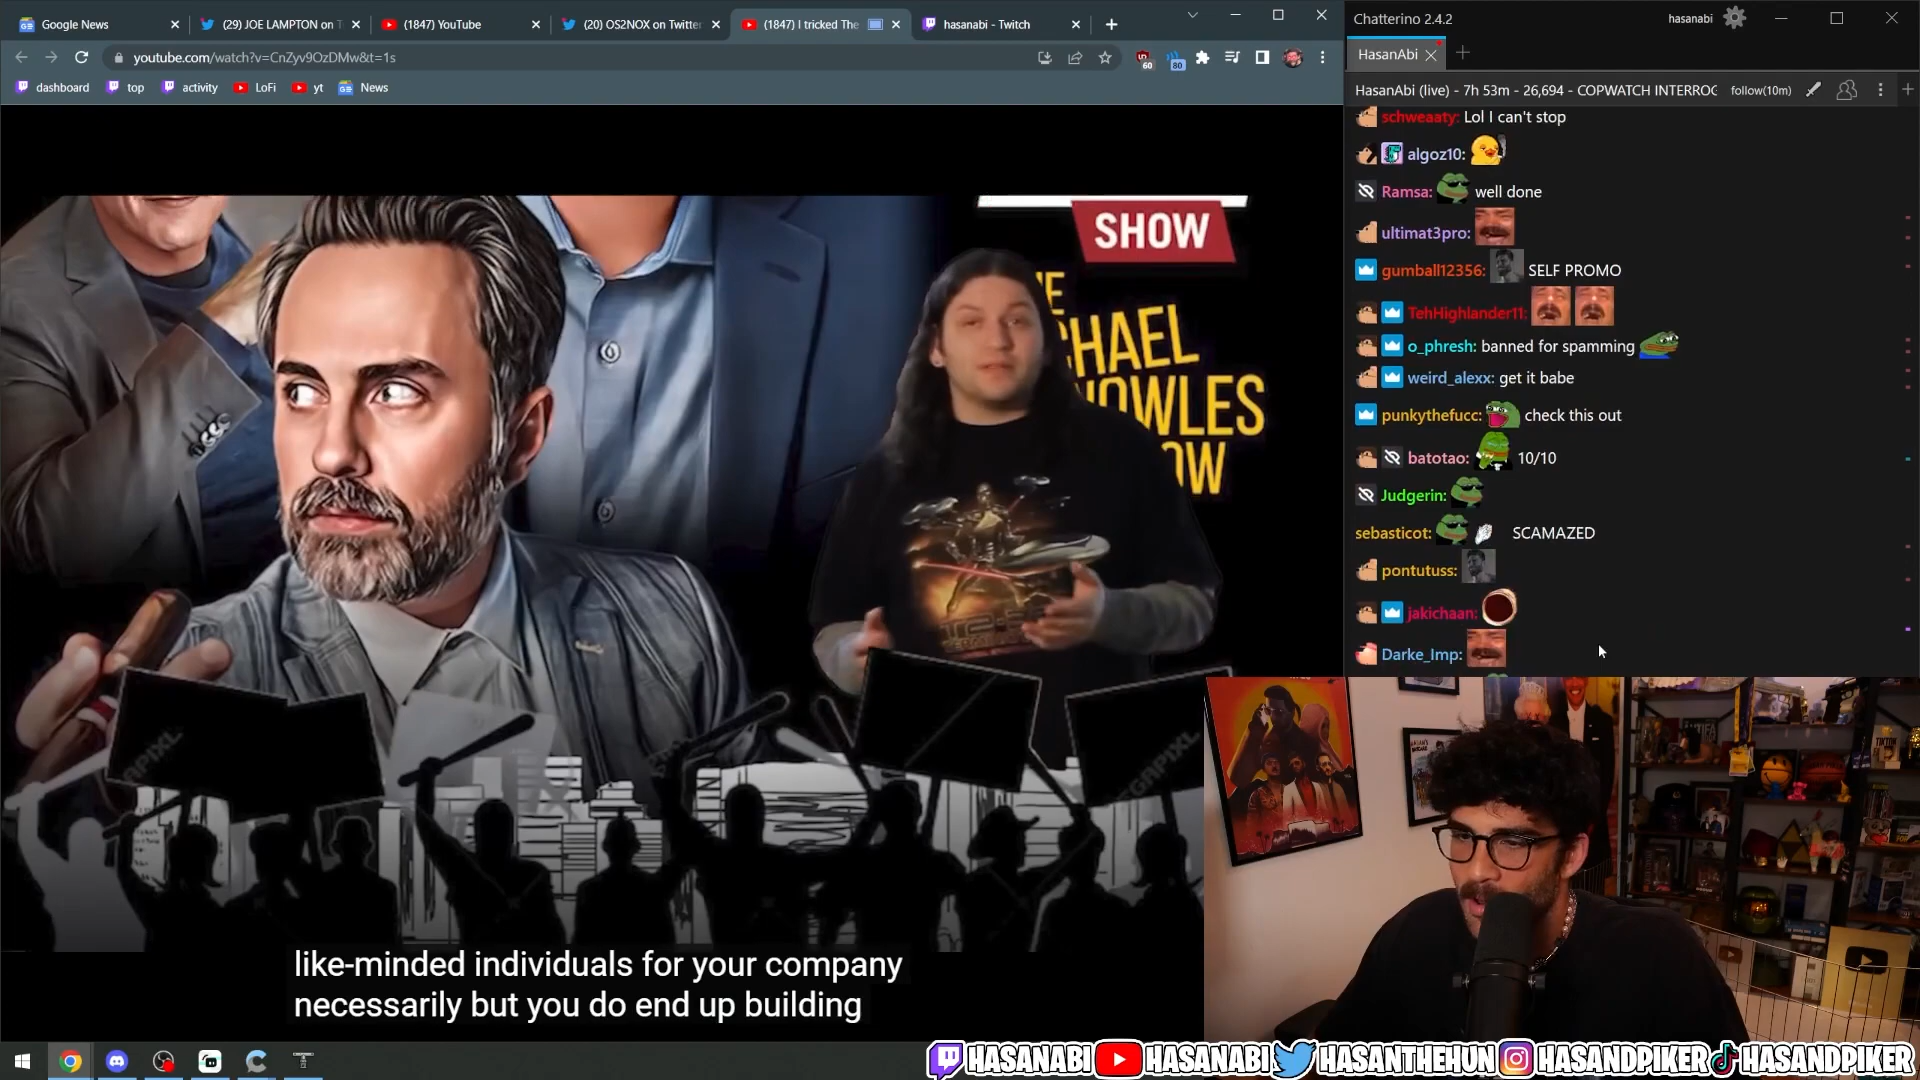 Google News
(29) JOE LAMPTON on T
(1847) YouTube
(20) OS2NOX on Twitter
(1847) I tricked The
hasanabi - Twitch
youtube.com/watch?v=CnZyv9OzDMw&t=1s
60
80
dashboard
top
activity
LoFi
yt
News
SHOW
HAEL
OWLES
OW
like-minded individuals for your company
necessarily but you do end up building
Chatterino 2.4.2
hasanabi
HasanAbi
HasanAbi (live) - 7h 53m - 26,694 - COPWATCH INTERROG
follow(10m)
schweaaty: Lol I can't stop
algoz10:
Ramsa: well done
ultimat3pro:
gumball12356: SELF PROMO
TehHighlander11:
o_phresh: banned for spamming
weird_alexx: get it babe
punkythefucc: check this out
batotao: 10/10
Judgerin:
sebasticot: SCAMAZED
pontutuss:
jakichaan:
Darke_Imp:
HASANABI HASANABI HASANTHEHUN HASANDPIKER HASANDPIKER